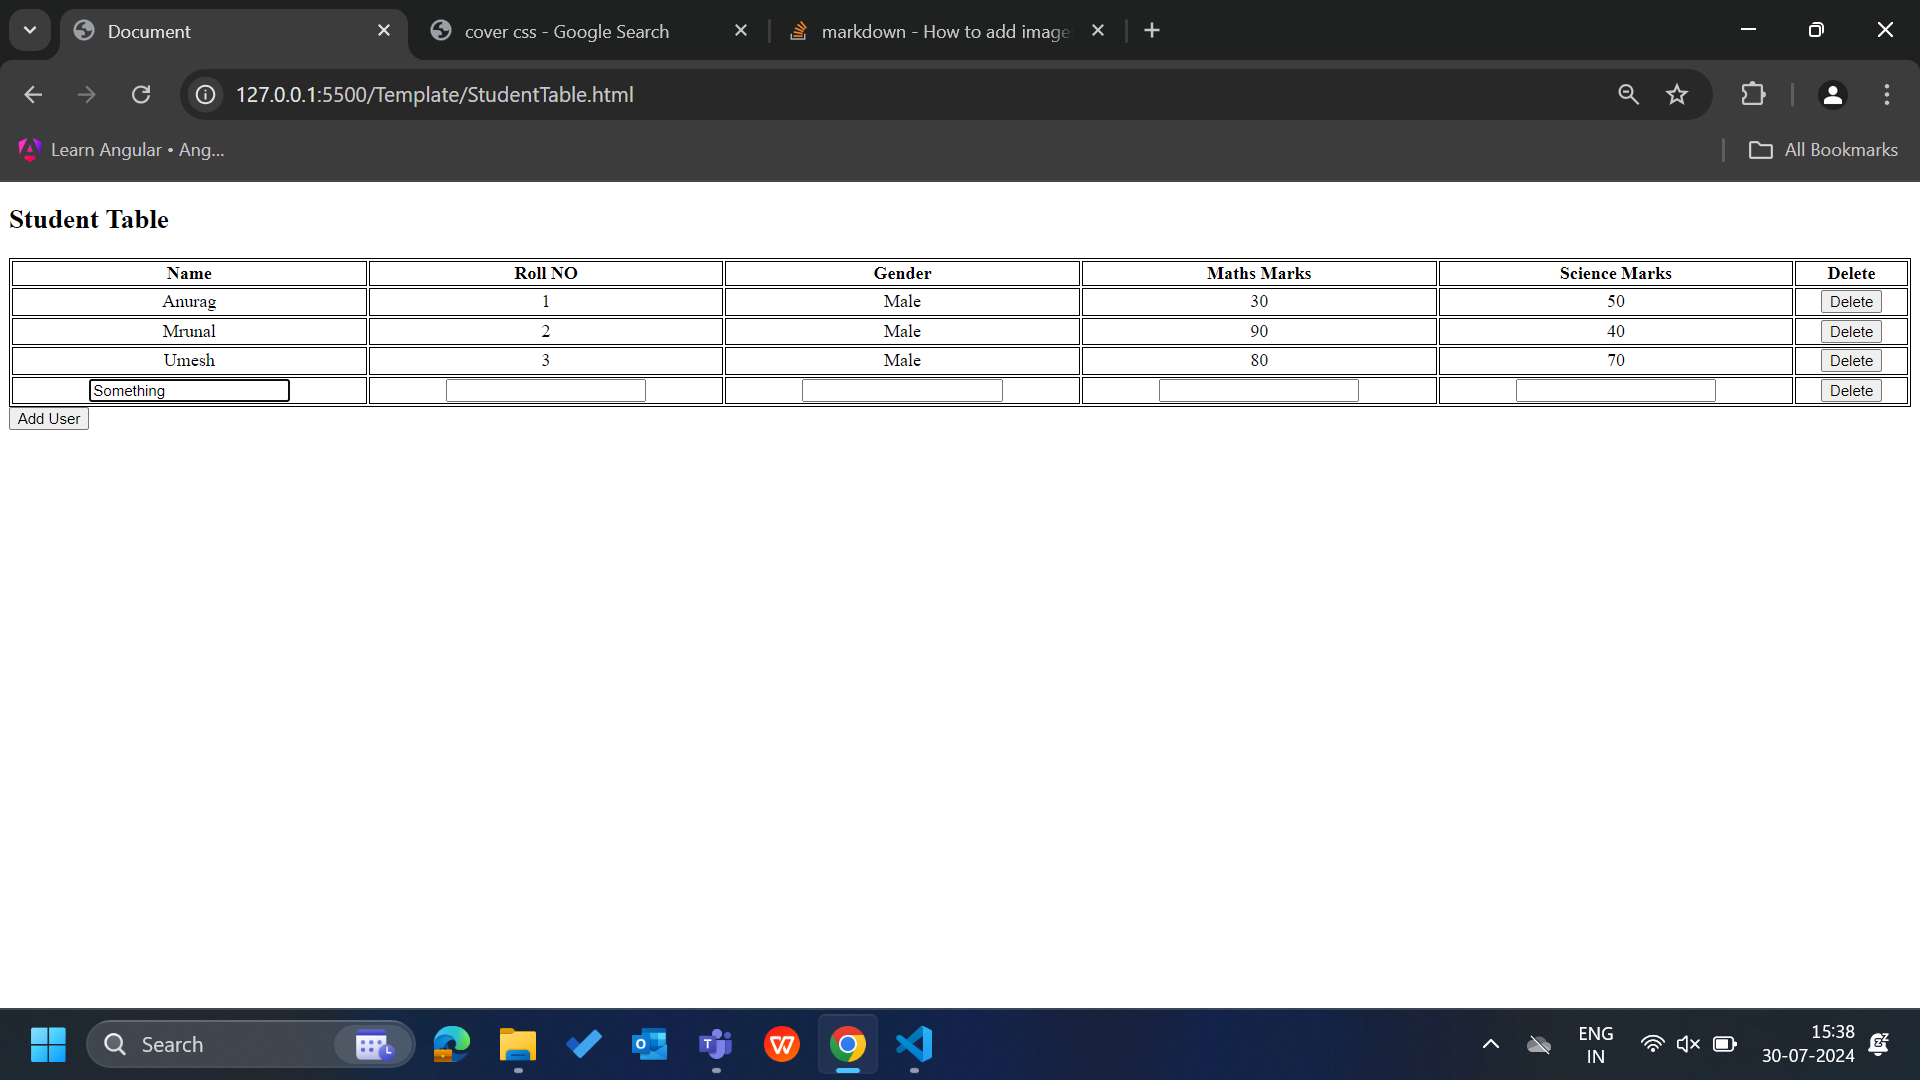 Document
cover css - Google Search
markdown - How to add image
127.0.0.1:5500/Template/StudentTable.html
Learn Angular • Ang...
All Bookmarks
Student Table
Name Roll NO Gender Maths Marks Science Marks Delete
Anurag 1 Male 30 50 Delete
Mrunal 2 Male 90 40 Delete
Umesh 3 Male 80 70 Delete
Something Delete
Add User
Search
ENG
IN
15:38
30-07-2024